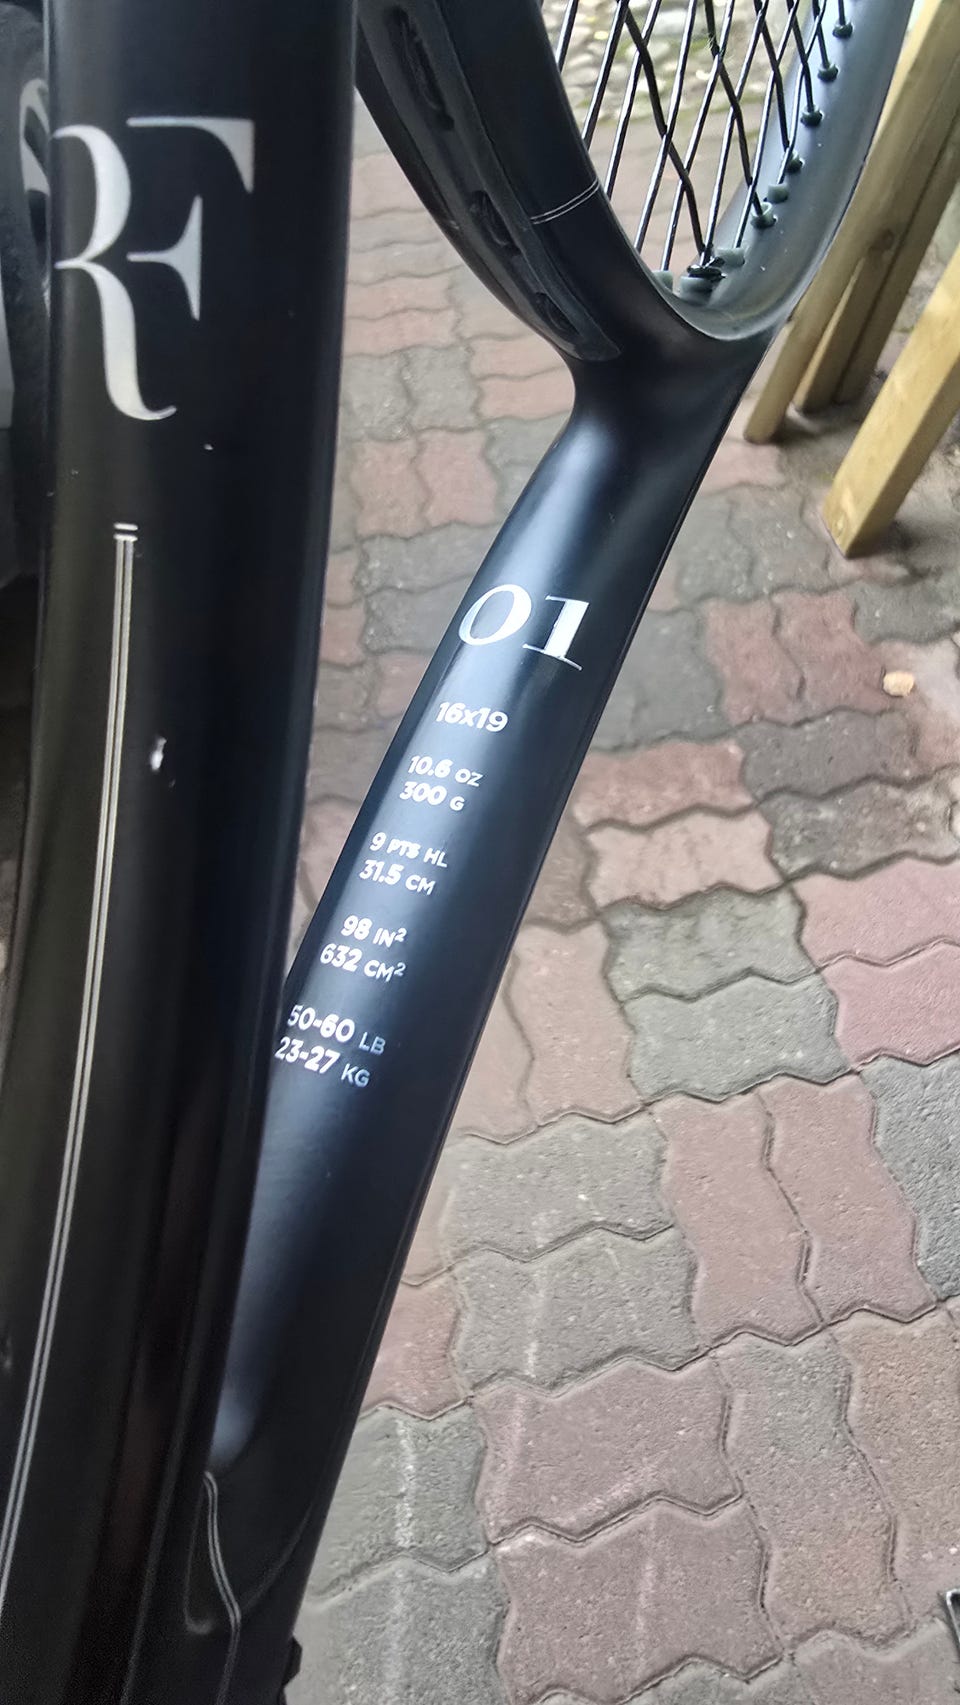 RF
01
16x19
10.6 OZ
300 G
9 PTS HL
31.5 CM
98 IN²
632 CM²
50-60 LB
23-27 KG